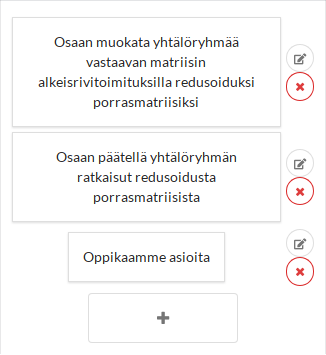 Osaan muokata yhtälöryhmää
vastaavan matriisin
alkeisrivitoimituksilla redusoiduksi
porrasmatriisiksi
Osaan päätellä yhtälöryhmän
ratkaisut redusoidusta
porrasmatriisista
Oppikaamme asioita